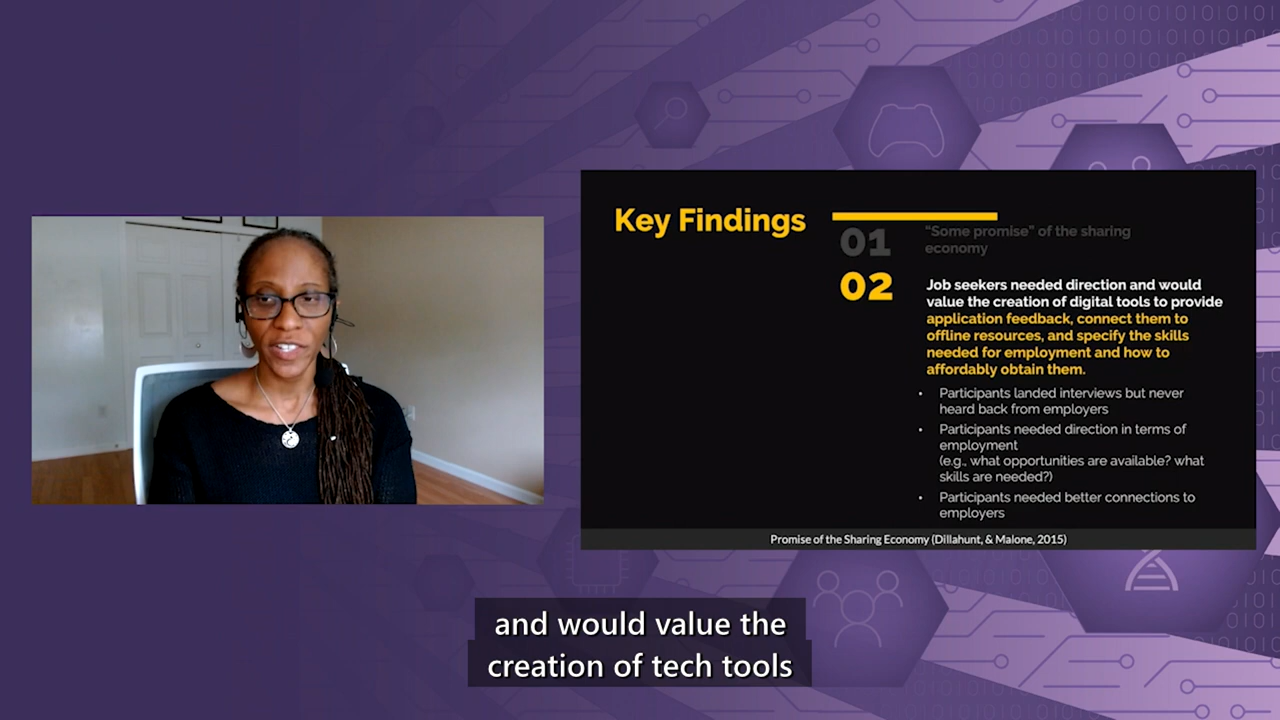 Key Findings
01
"Some promise" of the sharing
economy
02
Job seekers needed direction and would
value the creation of digital tools to provide
application feedback, connect them to
offline resources, and specify the skills
needed for employment and how to
affordably obtain them.
• Participants landed interviews but never
heard back from employers
• Participants needed direction in terms of
employment
(e.g., what opportunities are available? what
skills are needed?)
• Participants needed better connections to
employers
Promise of the Sharing Economy (Dillahunt, & Malone, 2015)
and would value the
creation of tech tools